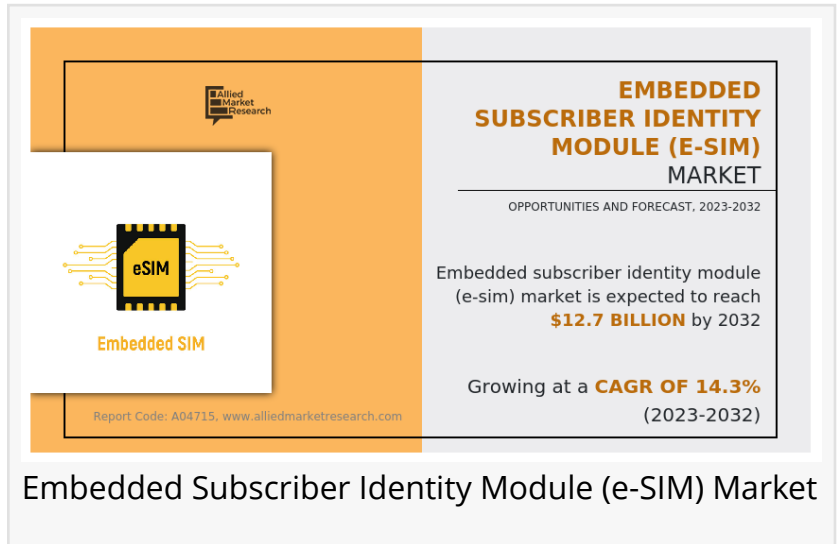 Allied
Market
Research
EMBEDDED
SUBSCRIBER IDENTITY
MODULE (E-SIM)
MARKET
OPPORTUNITIES AND FORECAST, 2023-2032
eSIM
Embedded SIM
Embedded subscriber identity module
(e-sim) market is expected to reach
$12.7 BILLION by 2032
Growing at a CAGR OF 14.3%
(2023-2032)
Report Code: A04715, www.alliedmarketresearch.com
Embedded Subscriber Identity Module (e-SIM) Market